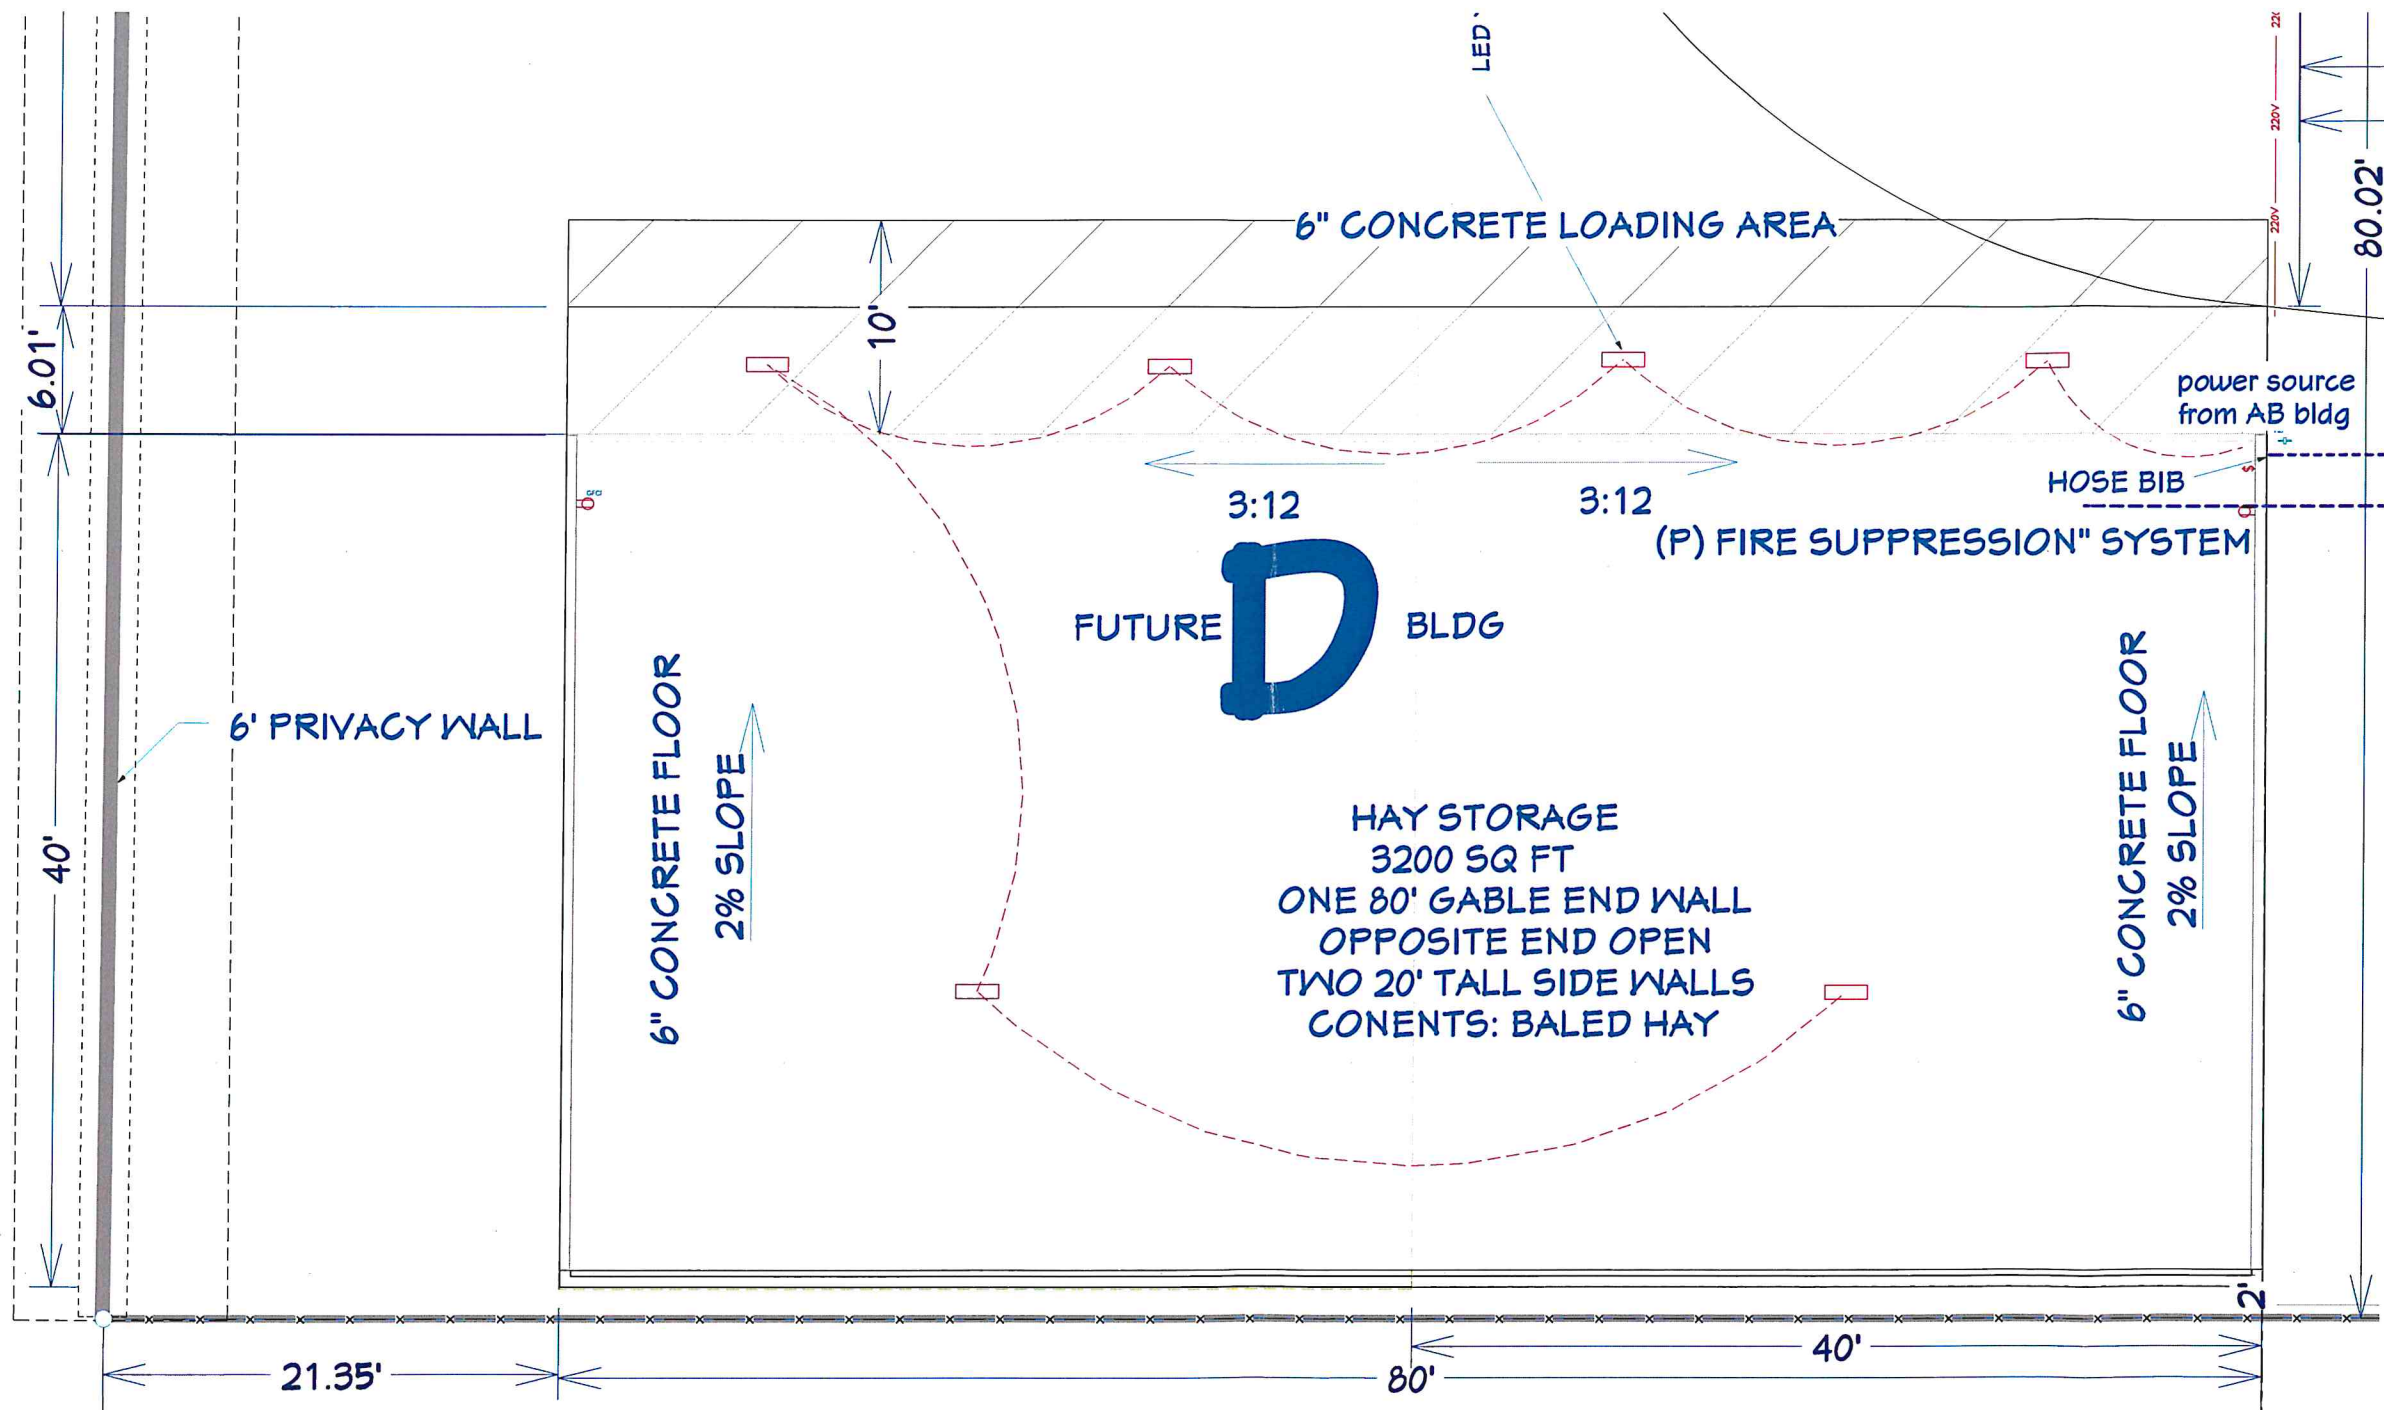 LED
220V
220V
80.02'
6" CONCRETE LOADING AREA
10'
6.01'
power source
from AB bldg
HOSE BIB
3:12
3:12
(P) FIRE SUPPRESSION" SYSTEM
FUTURE D BLDG
6' PRIVACY WALL
6" CONCRETE FLOOR
2% SLOPE
40'
HAY STORAGE
3200 SQ FT
ONE 80' GABLE END WALL
OPPOSITE END OPEN
TWO 20' TALL SIDE WALLS
CONENTS: BALED HAY
6" CONCRETE FLOOR
2% SLOPE
2'
40'
21.35'
80'